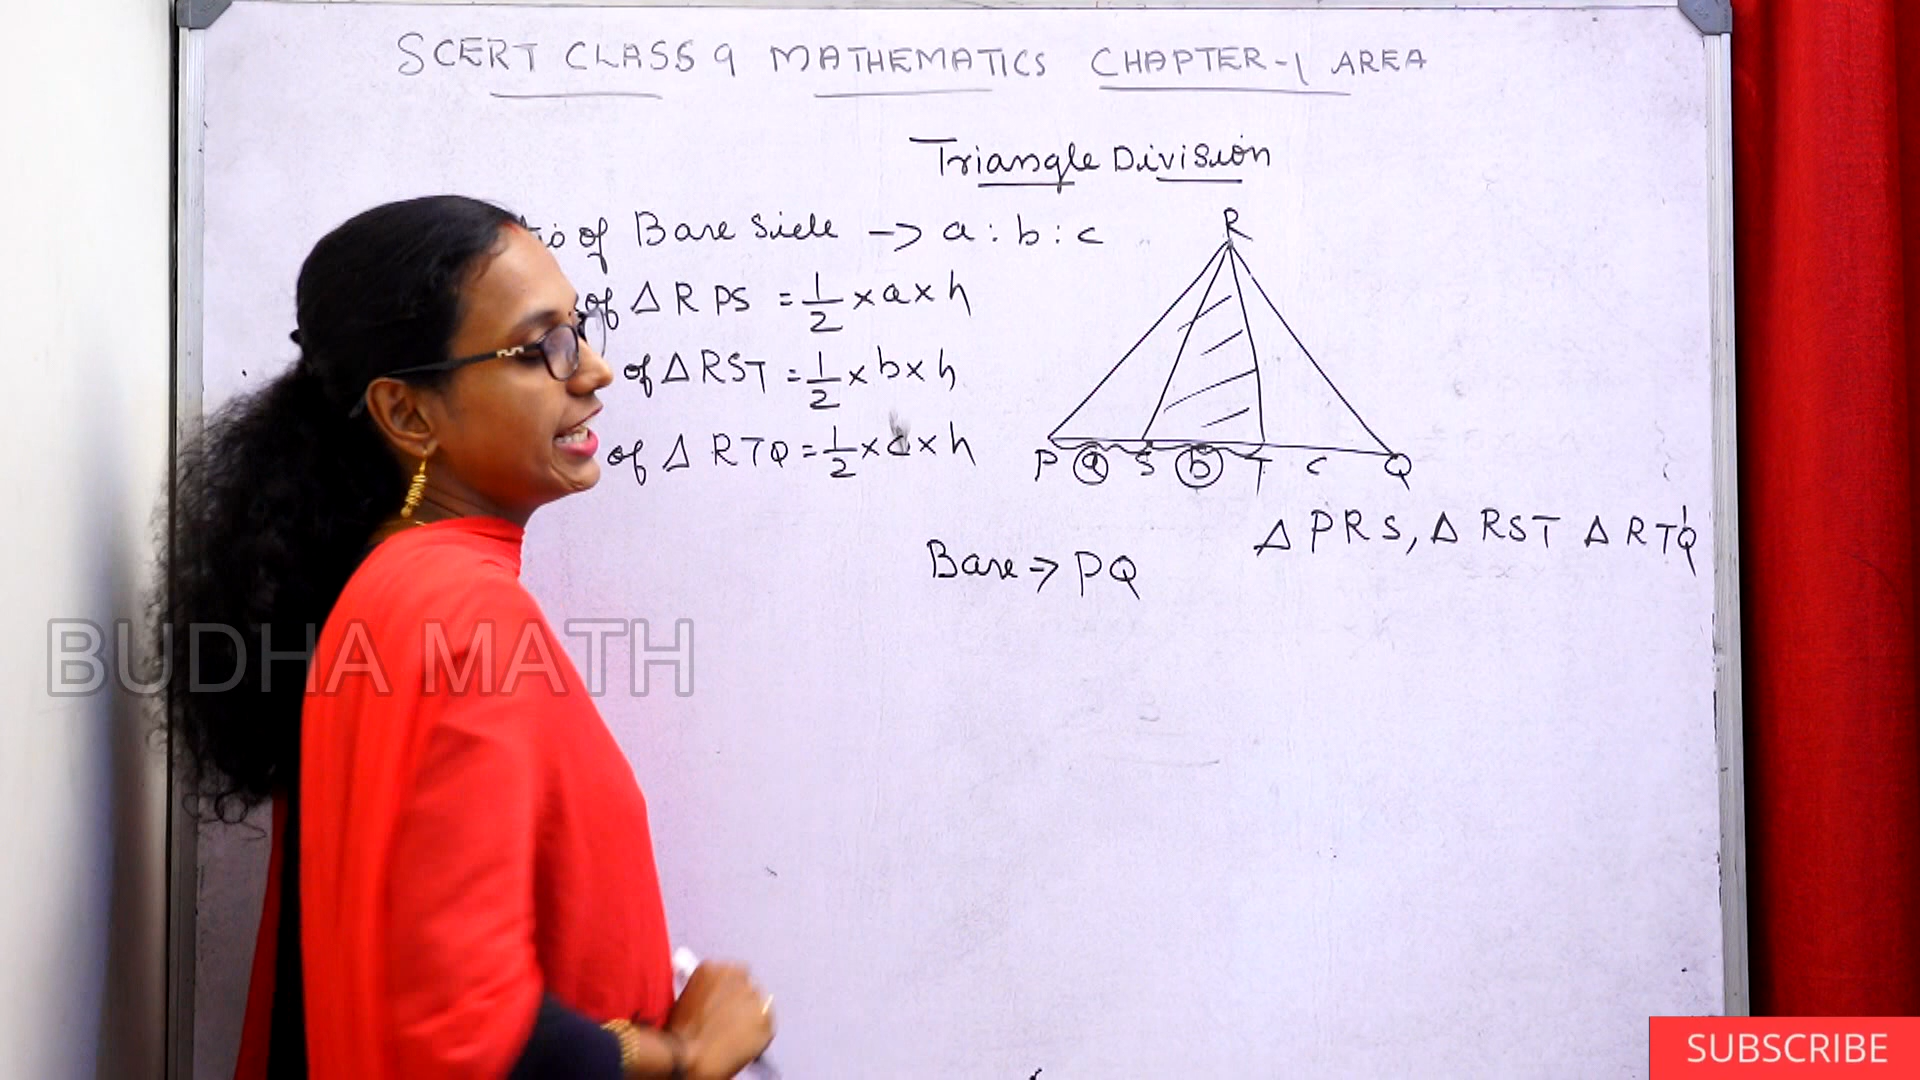 SCERT CLASS 9 MATHEMATICS CHAPTER-1 AREA
Triangle Division
of Base side -> a : b : c
of Δ R PS = 1/2 × a × h
of Δ RST = 1/2 × b × h
of Δ RTQ = 1/2 × c × h
R
P a S b T c Q
Δ PRS, Δ RST Δ RTQ
Base => PQ
BUDHA MATH
SUBSCRIBE